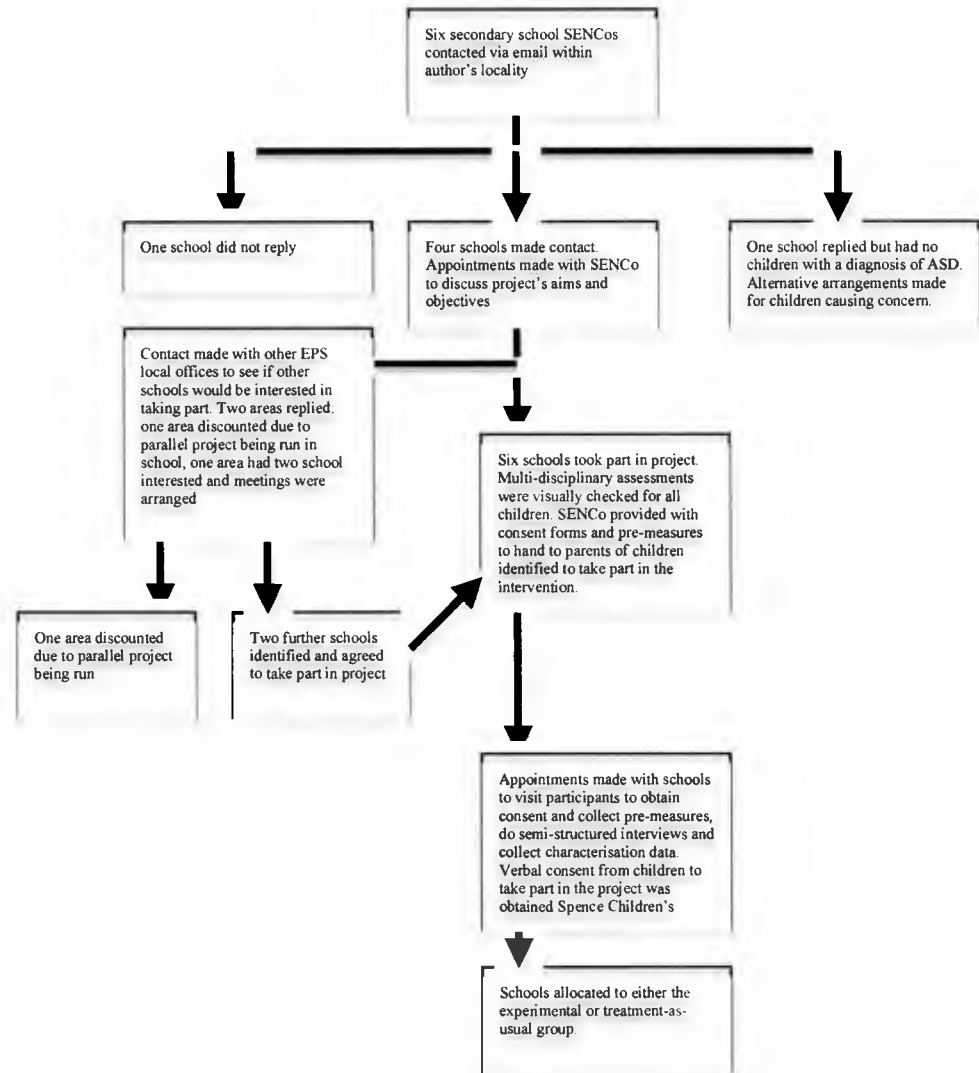 Six secondary school SENCos
contacted via email within
author's locality
One school did not reply
Four schools made contact.
Appointments made with SENCo
to discuss project's aims and
objectives
One school replied but had no
children with a diagnosis of ASD.
Alternative arrangements made
for children causing concern.
Contact made with other EPS
local offices to see if other
schools would be interested in
taking part. Two areas replied.
one area discounted due to
parallel project being run in
school, one area had two school
interested and meetings were
arranged
Six schools took part in project.
Multi-disciplinary assessments
were visually checked for all
children. SENCo provided with
consent forms and pre-measures
to hand to parents of children
identified to take part in the
intervention.
One area discounted
due to parallel project
being run
Two further schools
identified and agreed
to take part in project
Appointments made with schools
to visit participants to obtain
consent and collect pre-measures,
do semi-structured interviews and
collect characterisation data.
Verbal consent from children to
take part in the project was
obtained Spence Children's
Schools allocated to either the
experimental or treatment-as-
usual group.